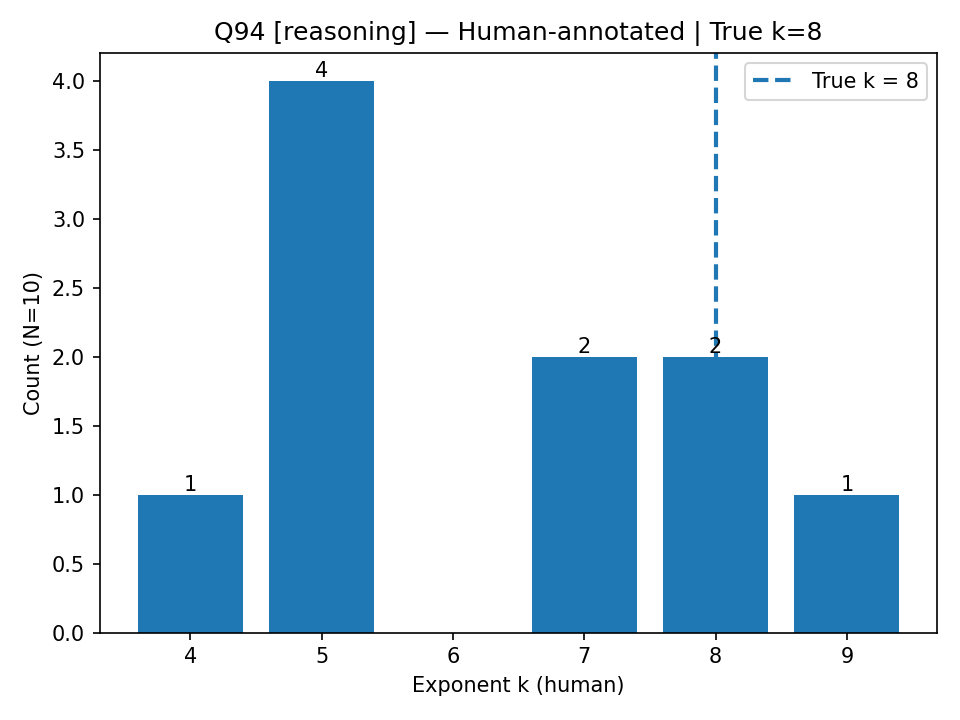 Q94 [reasoning] — Human-annotated | True k=8
True k = 8
4.0
3.5
3.0
2.5
2.0
1.5
1.0
0.5
0.0
Count (N=10)
1
4
2
2
1
4 5 6 7 8 9
Exponent k (human)